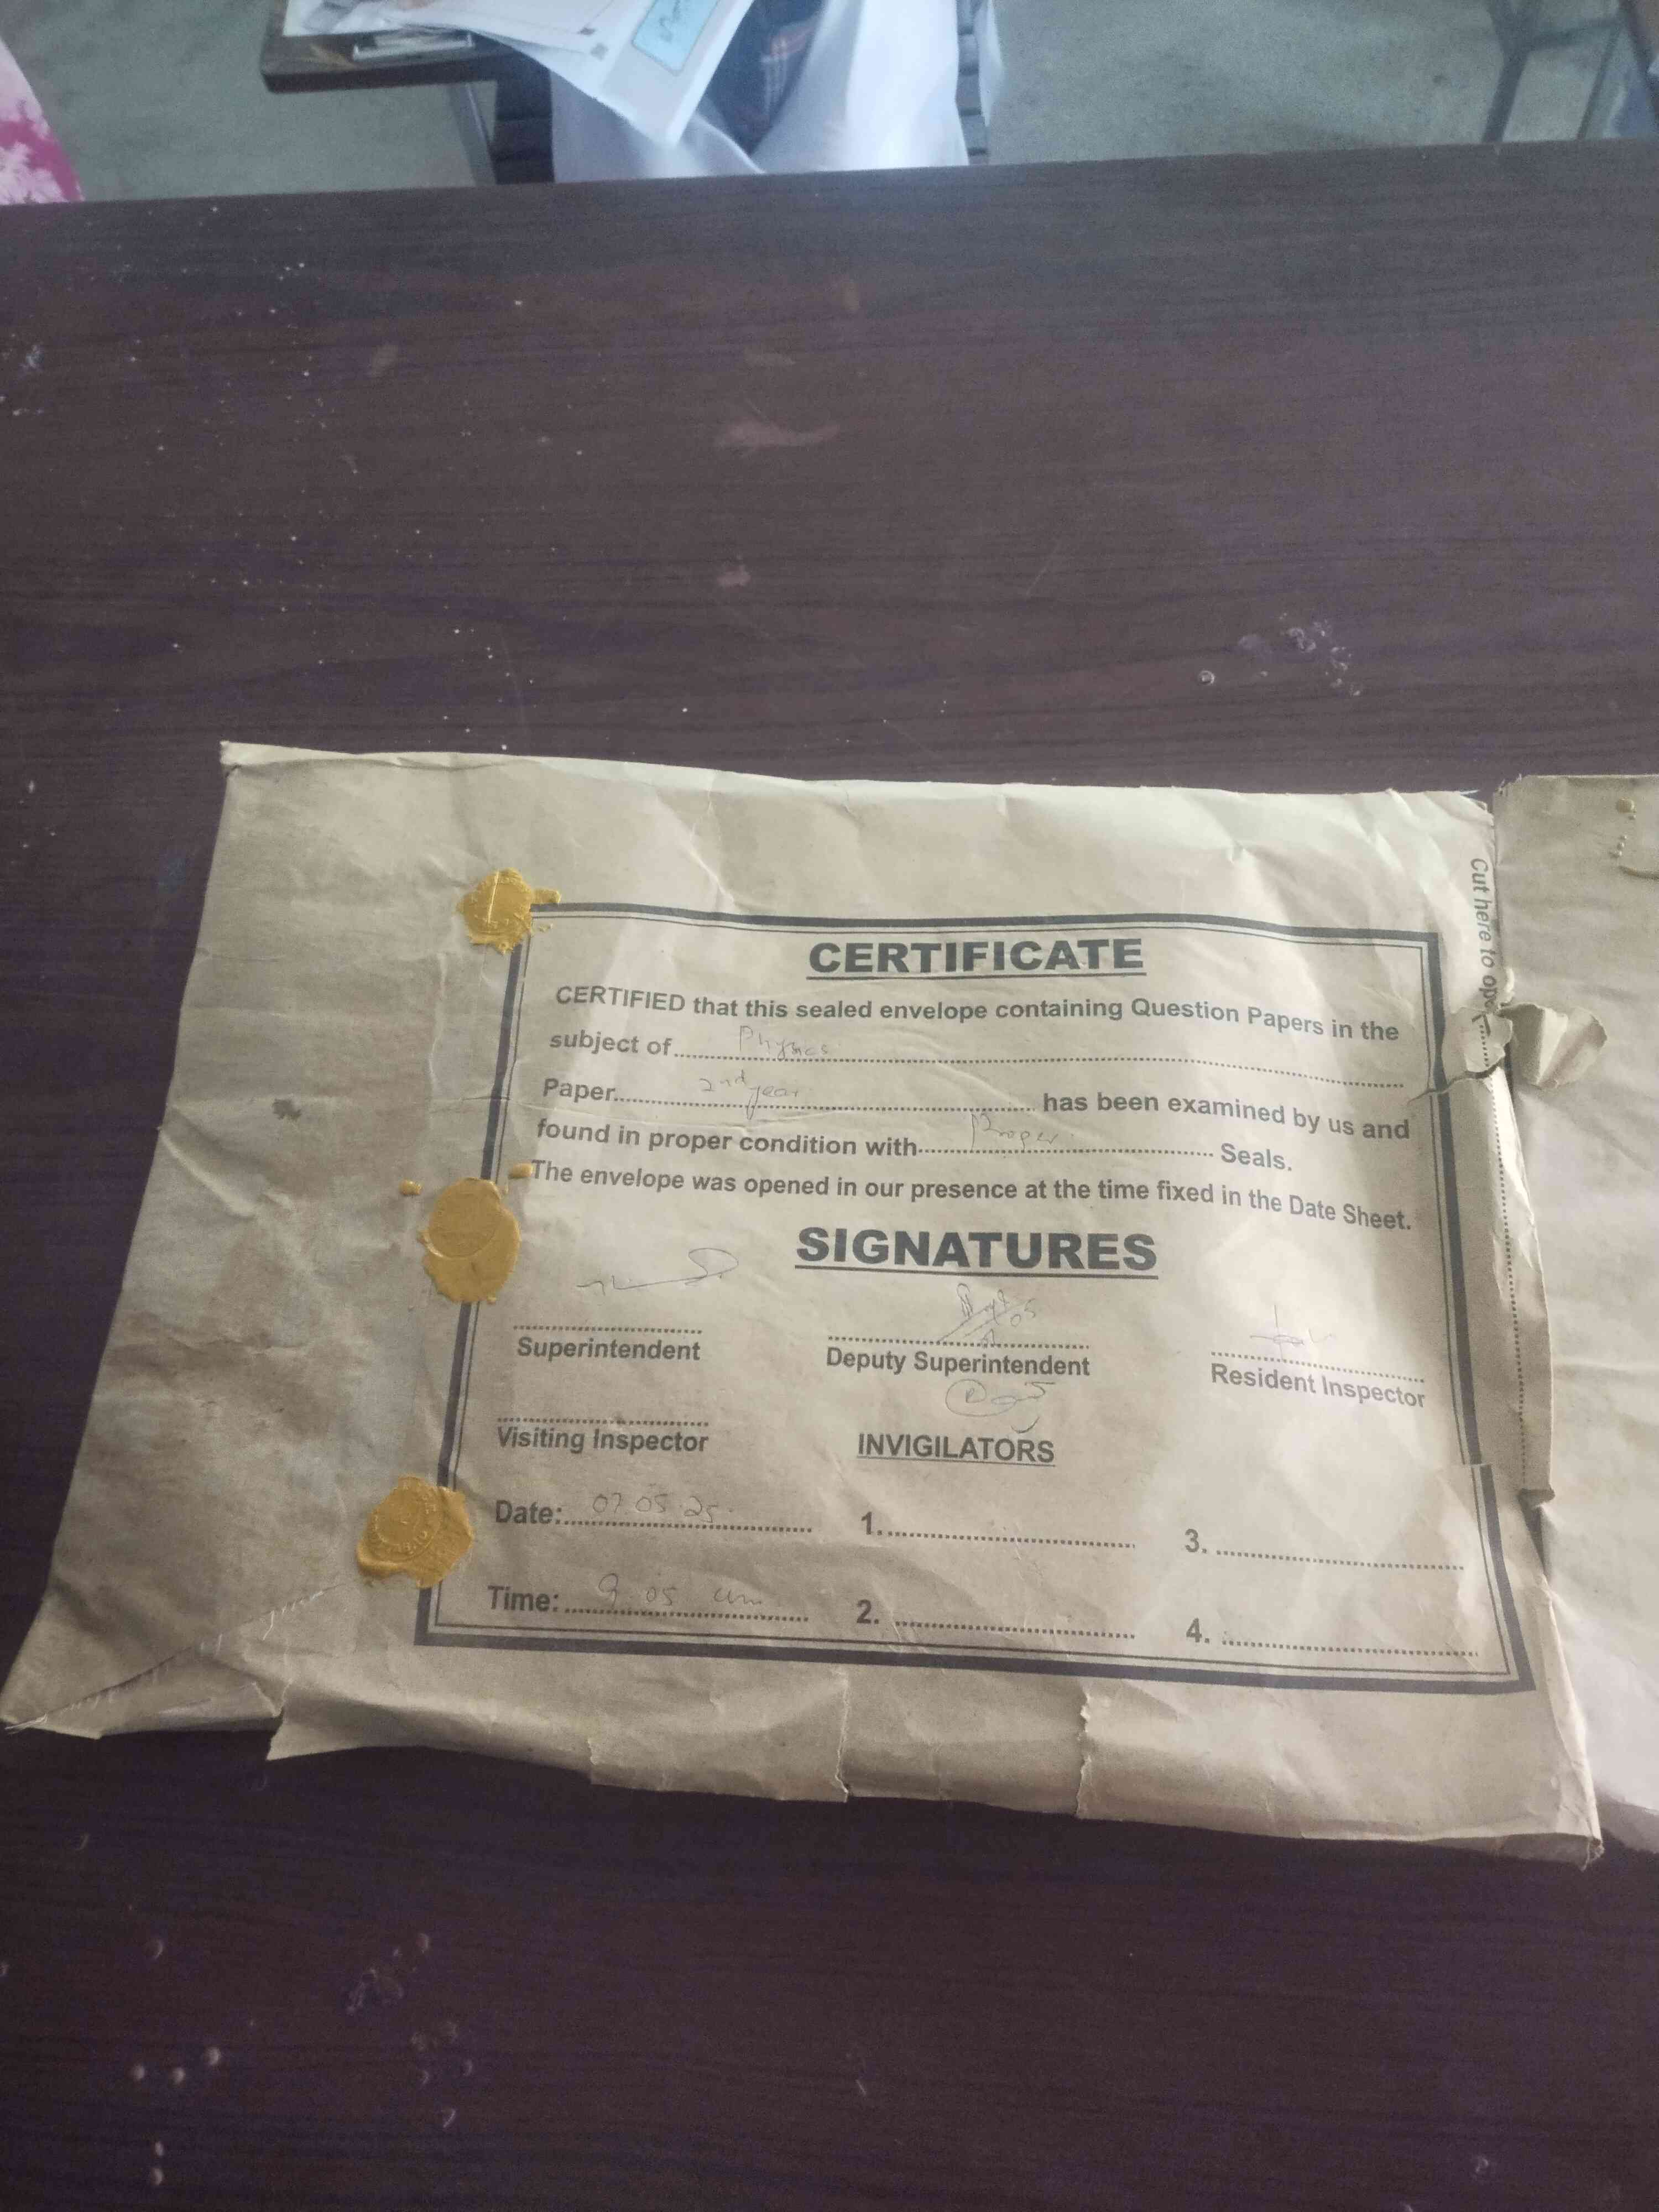 Cut here to op
CERTIFICATE
CERTIFIED that this sealed envelope containing Question Papers in the
subject of Physics
Paper 2nd year has been examined by us and
found in proper condition with Proper Seals.
The envelope was opened in our presence at the time fixed in the Date Sheet.
SIGNATURES
Superintendent
Deputy Superintendent
Resident Inspector
Visiting Inspector
INVIGILATORS
Date: 07.05.25
1.
3.
Time: 9.05 am
2.
4.